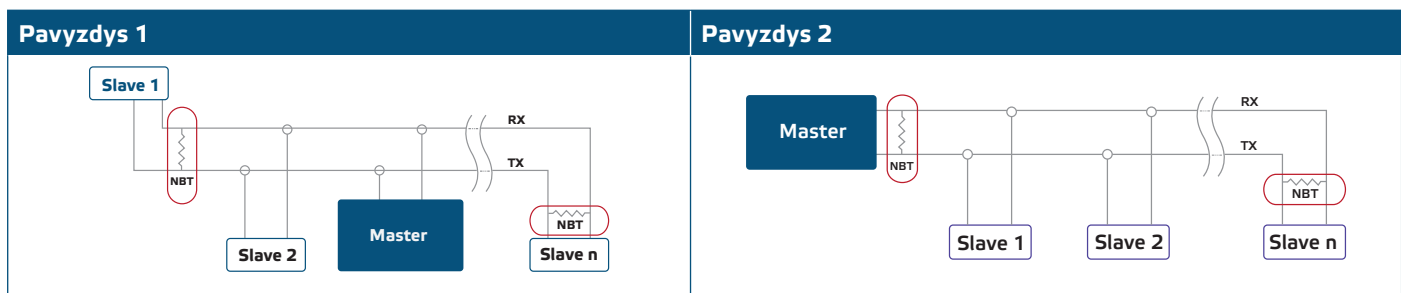 Pavyzdys 1
Slave 1
RX
TX
NBT
Slave 2
Master
NBT
Slave n
Pavyzdys 2
Master
RX
TX
NBT
NBT
Slave 1
Slave 2
Slave n